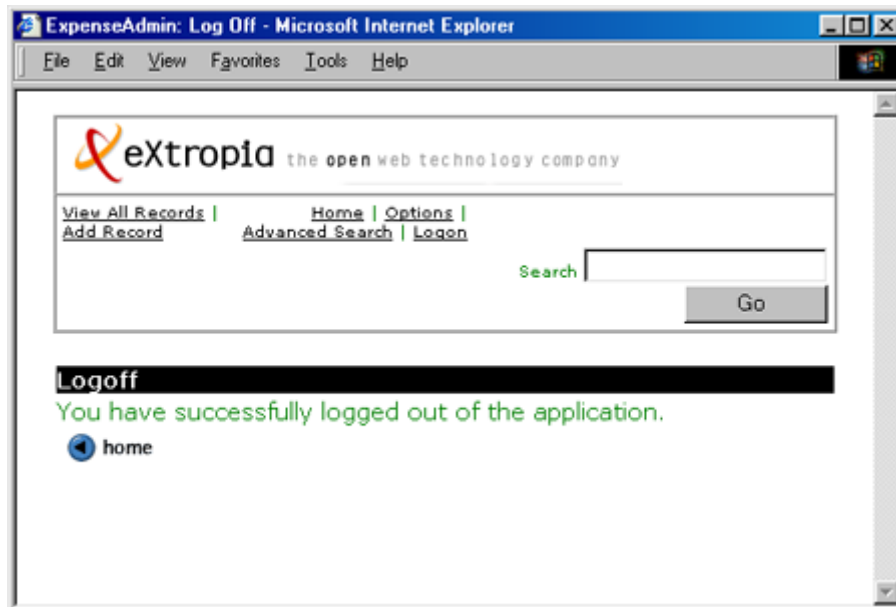 ExpenseAdmin: Log Off - Microsoft Internet Explorer
File Edit View Favorites Tools Help
eXtropia the open web technology company
View All Records | Home | Options |
Add Record Advanced Search | Logon
Search
Go
Logoff
You have successfully logged out of the application.
home